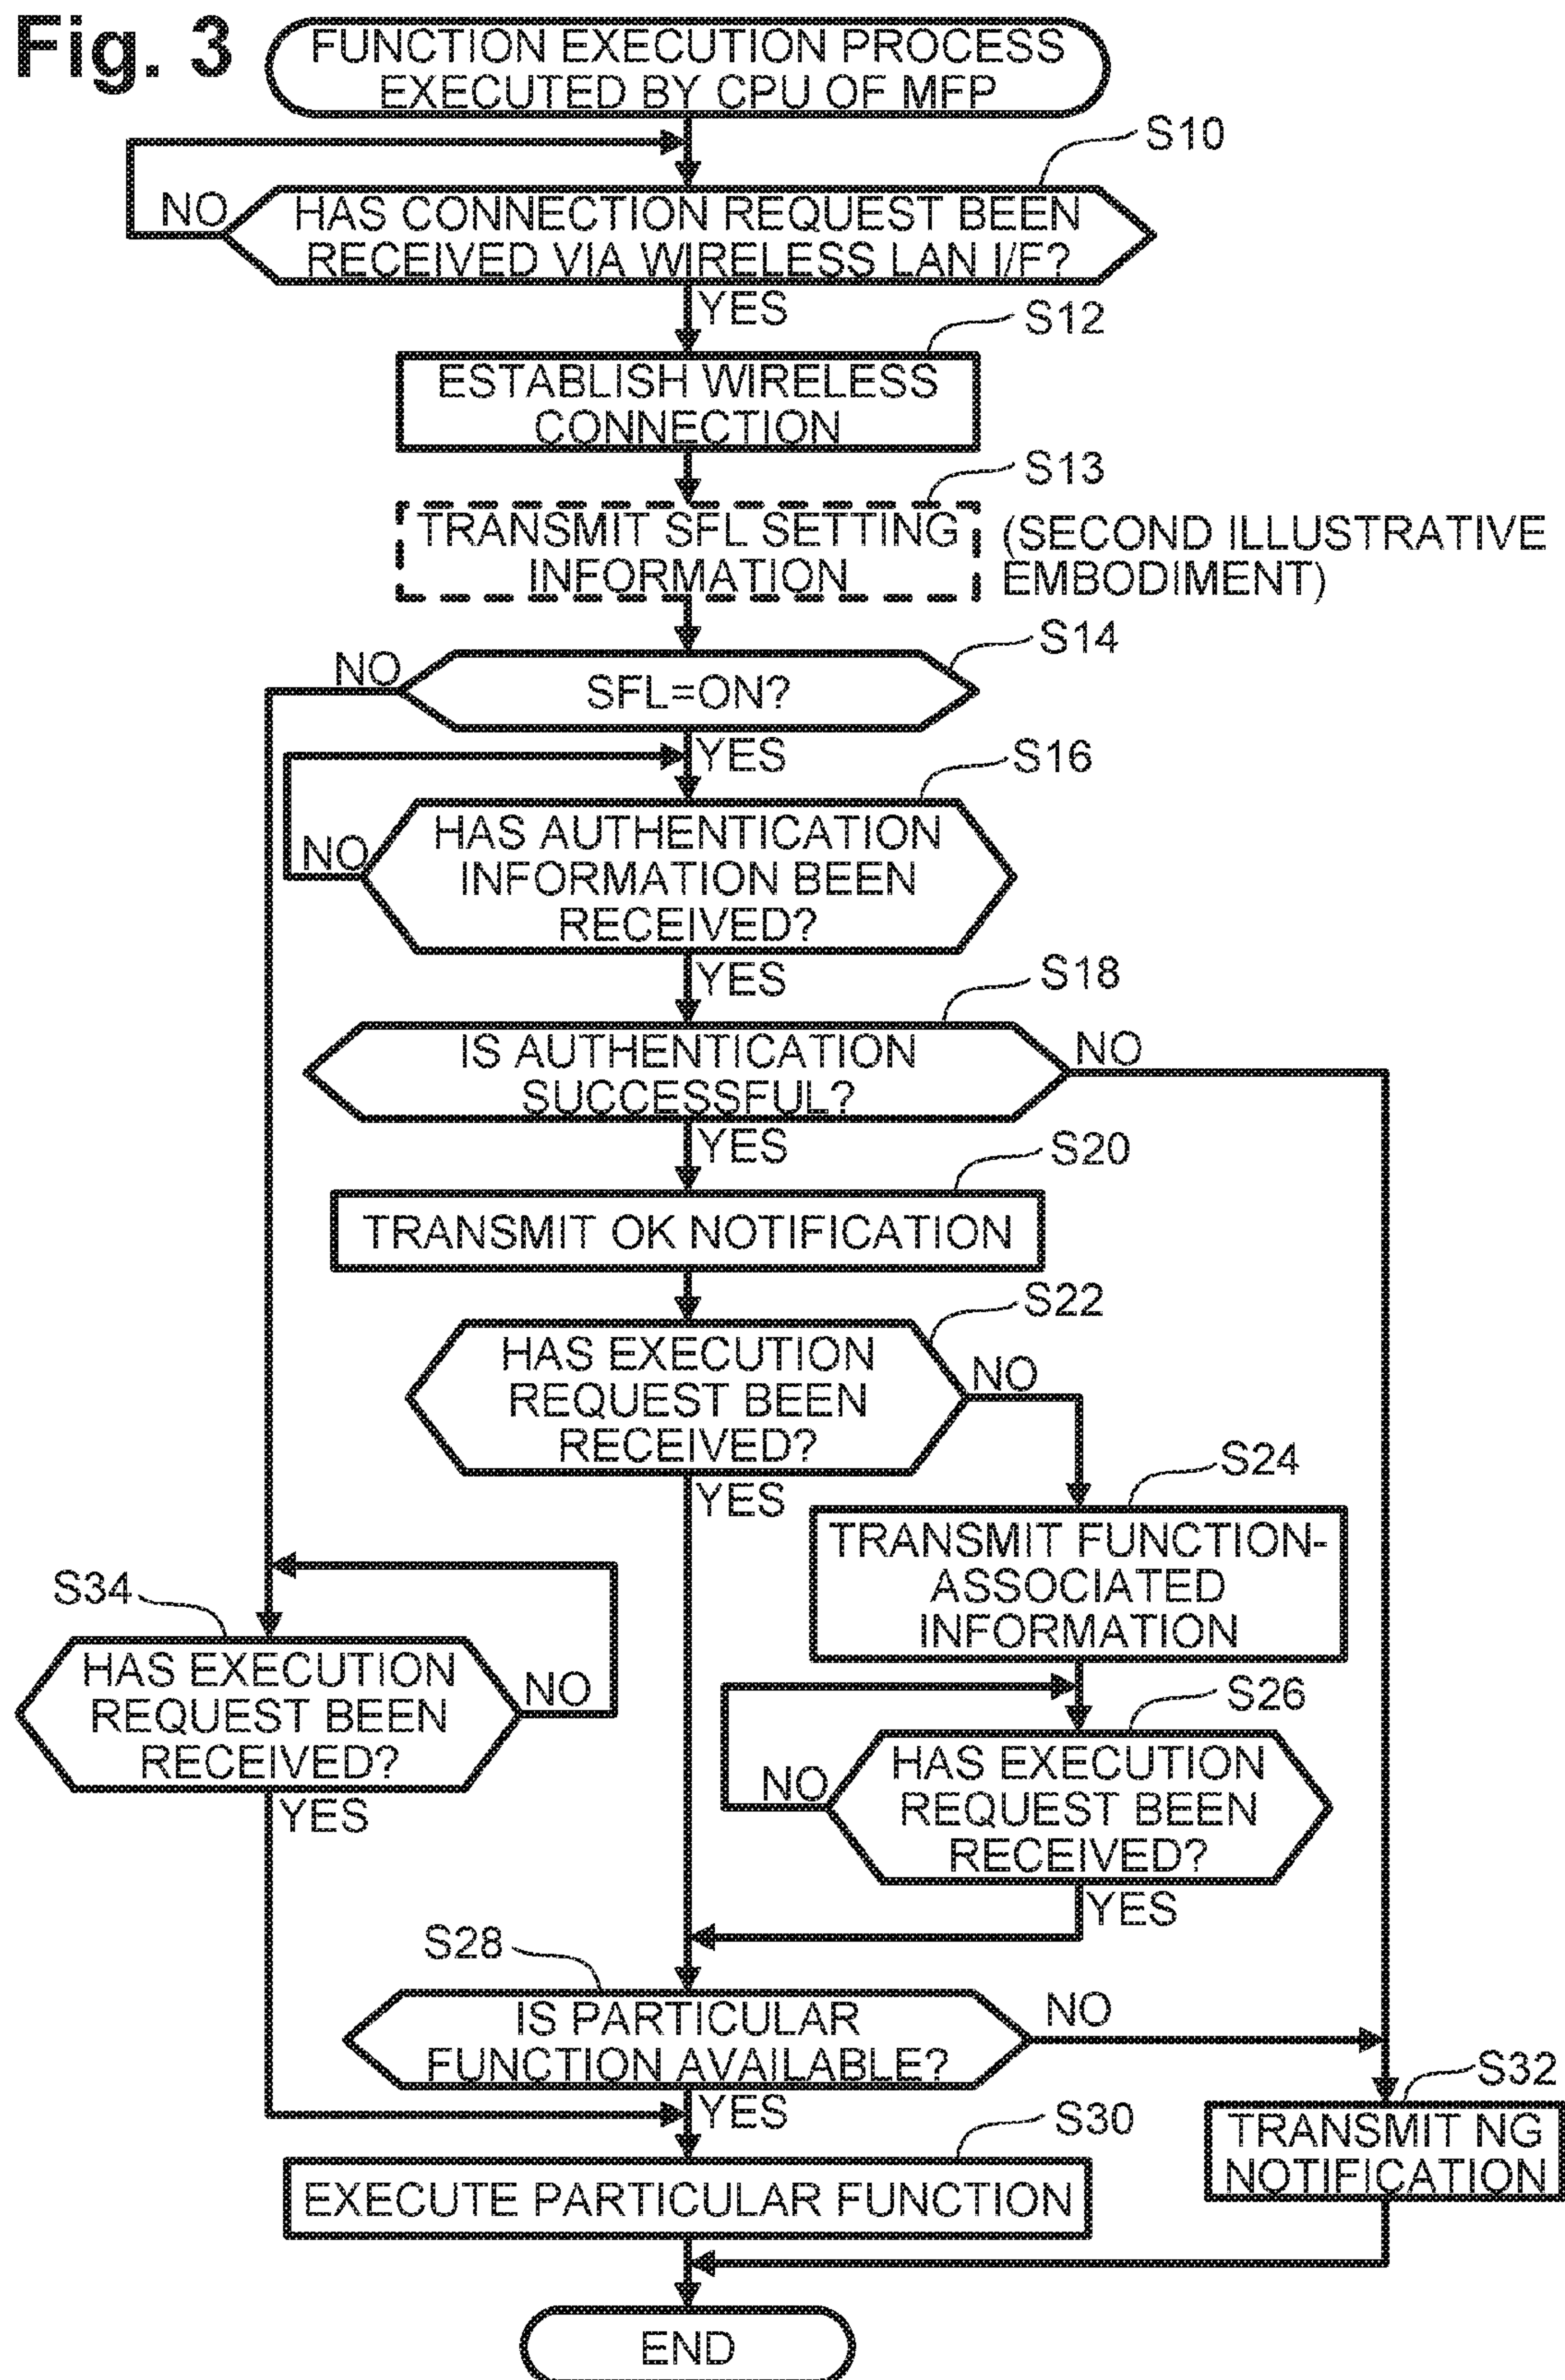 Fig. 3
FUNCTION EXECUTION PROCESS
EXECUTED BY CPU OF MFP
S10
NO
HAS CONNECTION REQUEST BEEN
RECEIVED VIA WIRELESS LAN I/F?
YES
S12
ESTABLISH WIRELESS
CONNECTION
S13
TRANSMIT SFL SETTING
INFORMATION
(SECOND ILLUSTRATIVE
EMBODIMENT)
S14
NO
SFL=ON?
YES
S16
NO
HAS AUTHENTICATION
INFORMATION BEEN
RECEIVED?
YES
S18
IS AUTHENTICATION
SUCCESSFUL?
NO
YES
S20
TRANSMIT OK NOTIFICATION
S22
HAS EXECUTION
REQUEST BEEN
RECEIVED?
NO
YES
S24
TRANSMIT FUNCTION-
ASSOCIATED
INFORMATION
S34
HAS EXECUTION
REQUEST BEEN
RECEIVED?
NO
YES
S26
NO
HAS EXECUTION
REQUEST BEEN
RECEIVED?
YES
S28
IS PARTICULAR
FUNCTION AVAILABLE?
NO
YES
S32
TRANSMIT NG
NOTIFICATION
S30
EXECUTE PARTICULAR FUNCTION
END